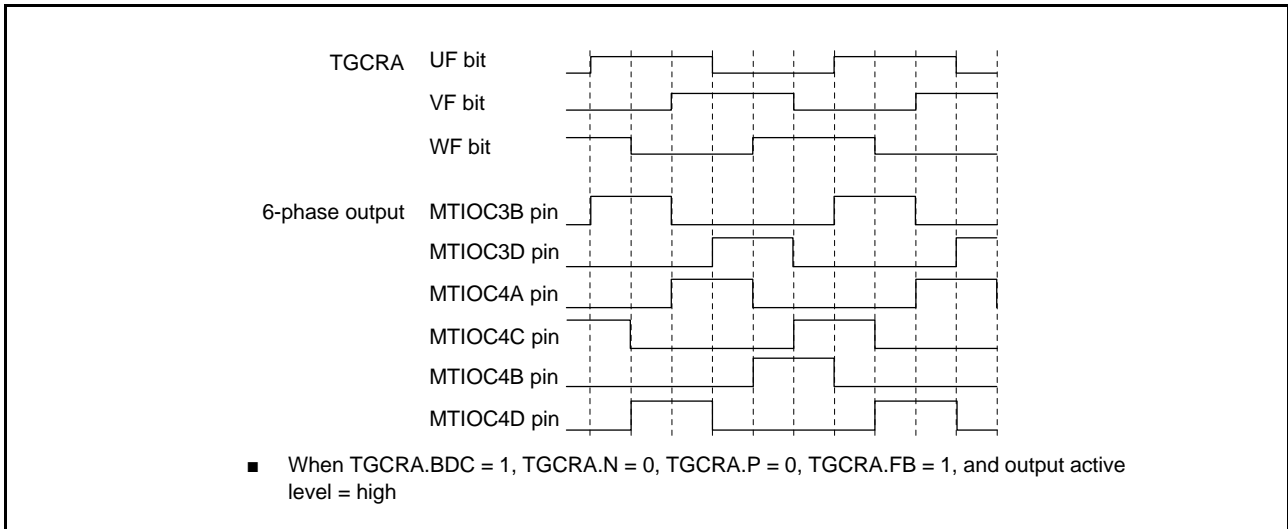 TGCRA UF bit
VF bit
WF bit
6-phase output MTIOC3B pin
MTIOC3D pin
MTIOC4A pin
MTIOC4C pin
MTIOC4B pin
MTIOC4D pin
■ When TGCRA.BDC = 1, TGCRA.N = 0, TGCRA.P = 0, TGCRA.FB = 1, and output active
level = high